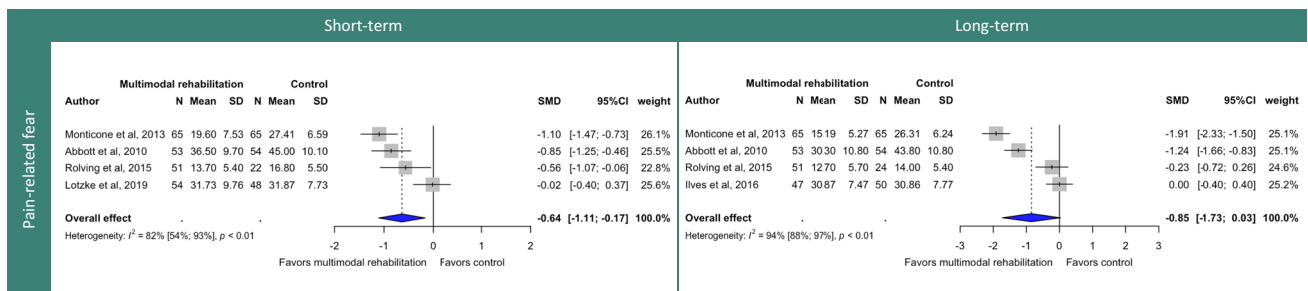 Short-term
Long-term
Pain-related fear
Multimodal rehabilitation Control
Author N Mean SD N Mean SD SMD 95%CI weight
Monticone et al, 2013 65 19.60 7.53 65 27.41 6.59 -1.10 [-1.47; -0.73] 26.1%
Abbott et al, 2010 53 36.50 9.70 54 45.00 10.10 -0.85 [-1.25; -0.46] 25.5%
Rolving et al, 2015 51 13.70 5.40 22 16.80 5.50 -0.56 [-1.07; -0.06] 22.8%
Lotzke et al, 2019 54 31.73 9.76 48 31.87 7.73 -0.02 [-0.40; 0.37] 25.6%
Overall effect . . -0.64 [-1.11; -0.17] 100.0%
Heterogeneity: I² = 82% [54%; 93%], p < 0.01
-2 -1 0 1 2
Favors multimodal rehabilitation Favors control
Multimodal rehabilitation Control
Author N Mean SD N Mean SD SMD 95%CI weight
Monticone et al, 2013 65 15.19 5.27 65 26.31 6.24 -1.91 [-2.33; -1.50] 25.1%
Abbott et al, 2010 53 30.30 10.80 54 43.80 10.80 -1.24 [-1.66; -0.83] 25.1%
Rolving et al, 2015 51 12.70 5.70 24 14.00 5.40 -0.23 [-0.72; 0.26] 24.5%
Ilves et al, 2016 47 30.87 7.47 50 30.86 7.77 0.00 [-0.40; 0.40] 25.2%
Overall effect . . -0.85 [-1.73; 0.03] 100.0%
Heterogeneity: I² = 94% [88%; 97%], p < 0.01
-3 -2 -1 0 1 2 3
Favors multimodal rehabilitation Favors control